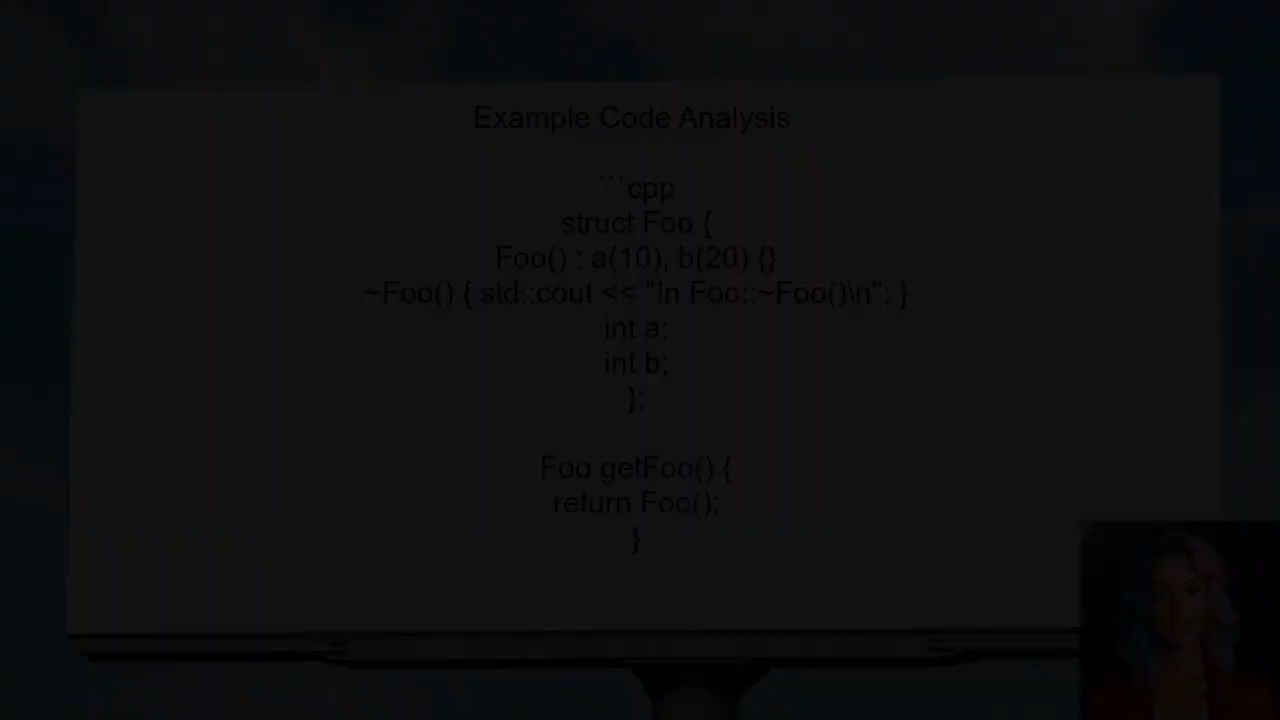 Example Code Analysis
```cpp
struct Foo {
Foo() : a(10), b(20) {}
~Foo() { std::cout << "In Foo::~Foo()\n"; }
int a;
int b;
};
Foo getFoo() {
return Foo();
}